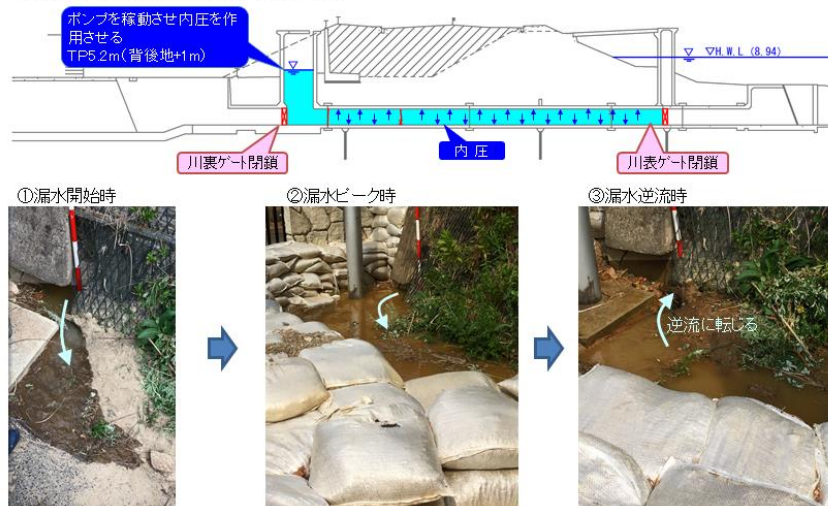 ポンプを稼動させ内圧を作
用させる
TP5.2m(背後地+1m)
▽H.W.L (8.94)
川裏ゲート閉鎖
内 圧
川表ゲート閉鎖
①漏水開始時
②漏水ピーク時
③漏水逆流時
逆流に転じる